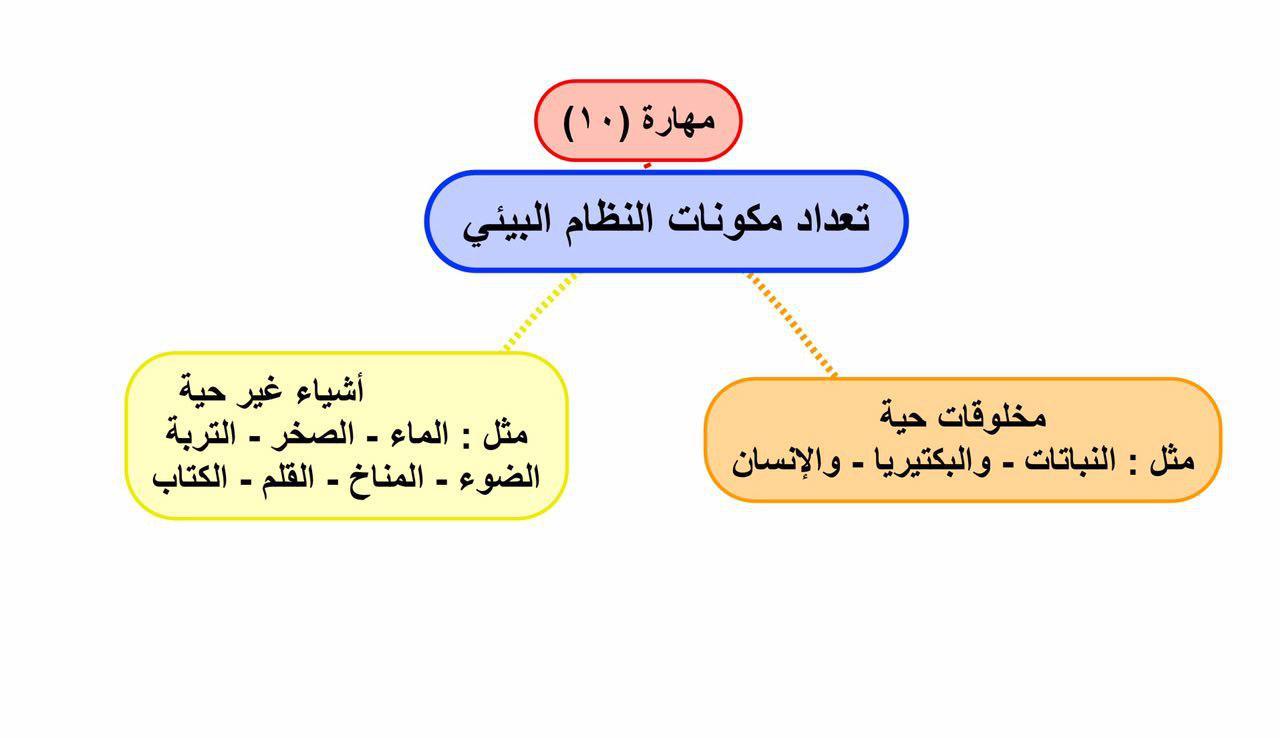 مهارة (١٠)
تعداد مكونات النظام البيئي
مخلوقات حية
مثل : النباتات - والبكتيريا - والإنسان
أشياء غير حية
مثل : الماء - الصخر - التربة
الضوء - المناخ - القلم - الكتاب